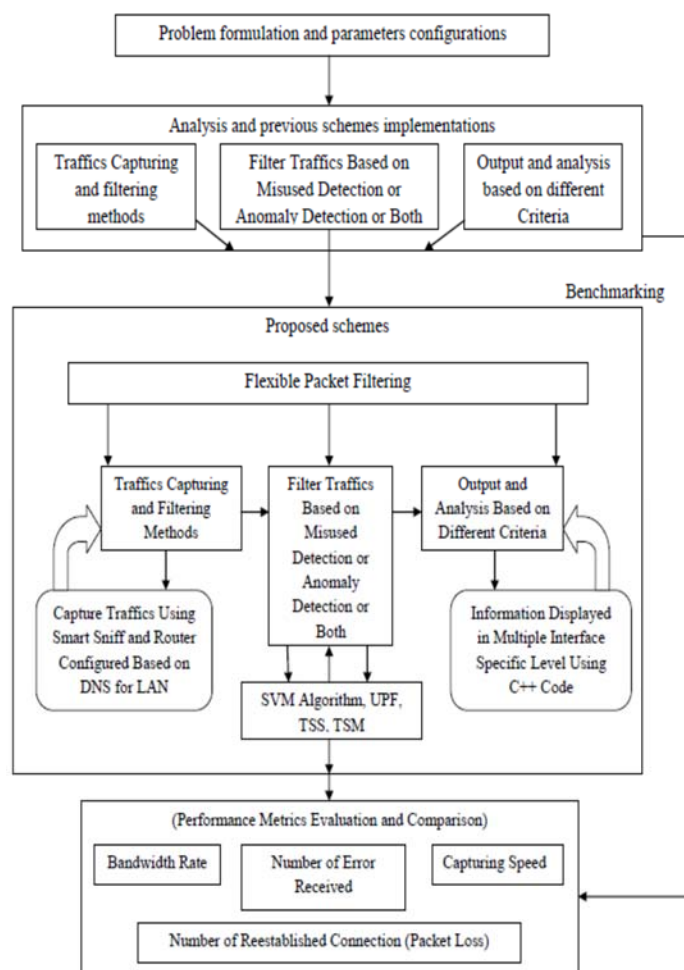 Problem formulation and parameters configurations
Analysis and previous schemes implementations
Traffics Capturing
and filtering
methods
Filter Traffics Based on
Misused Detection or
Anomaly Detection or Both
Output and analysis
based on different
Criteria
Benchmarking
Proposed schemes
Flexible Packet Filtering
Traffics Capturing
and Filtering
Methods
Filter Traffics
Based on
Misused
Detection or
Anomaly
Detection or
Both
Output and
Analysis Based on
Different Criteria
Capture Traffics Using
Smart Sniff and Router
Configured Based on
DNS for LAN
Information Displayed
in Multiple Interface
Specific Level Using
C++ Code
SVM Algorithm, UPF,
TSS, TSM
(Performance Metrics Evaluation and Comparison)
Bandwidth Rate
Number of Error
Received
Capturing Speed
Number of Reestablished Connection (Packet Loss)